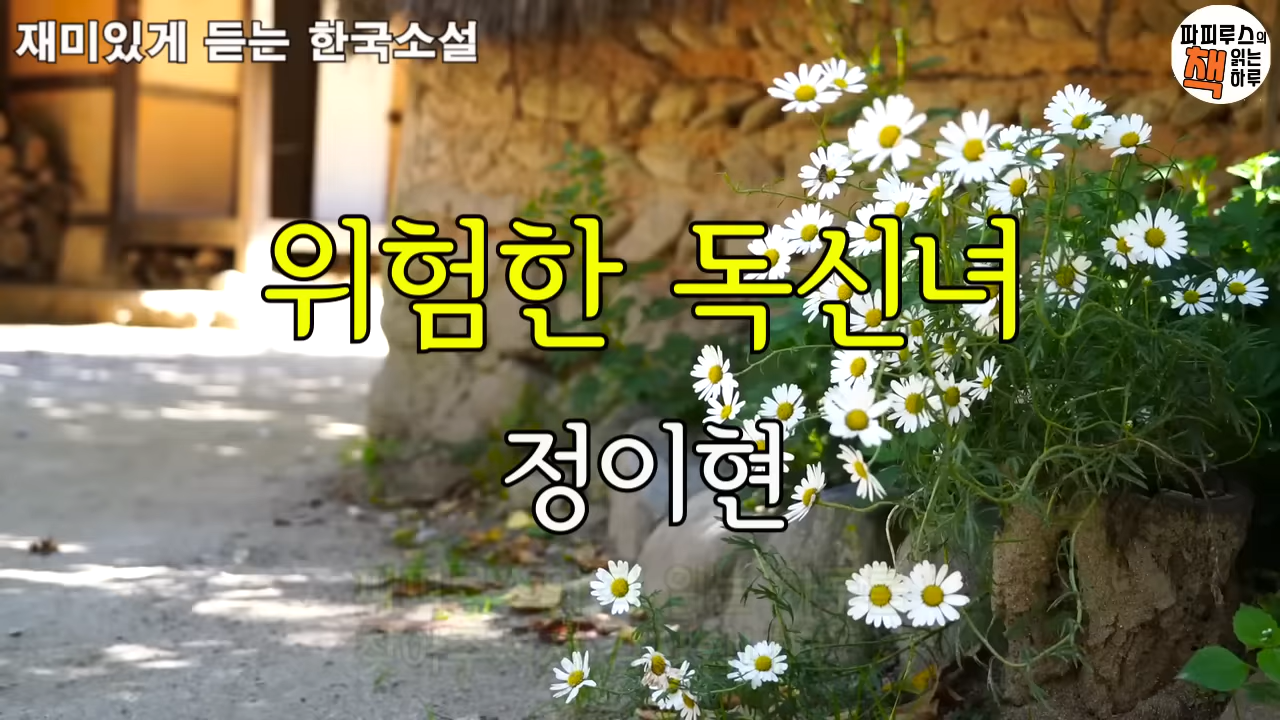 재미있게 듣는 한국소설
파피루스의
책 읽는
하루
위험한 독신녀
정이현